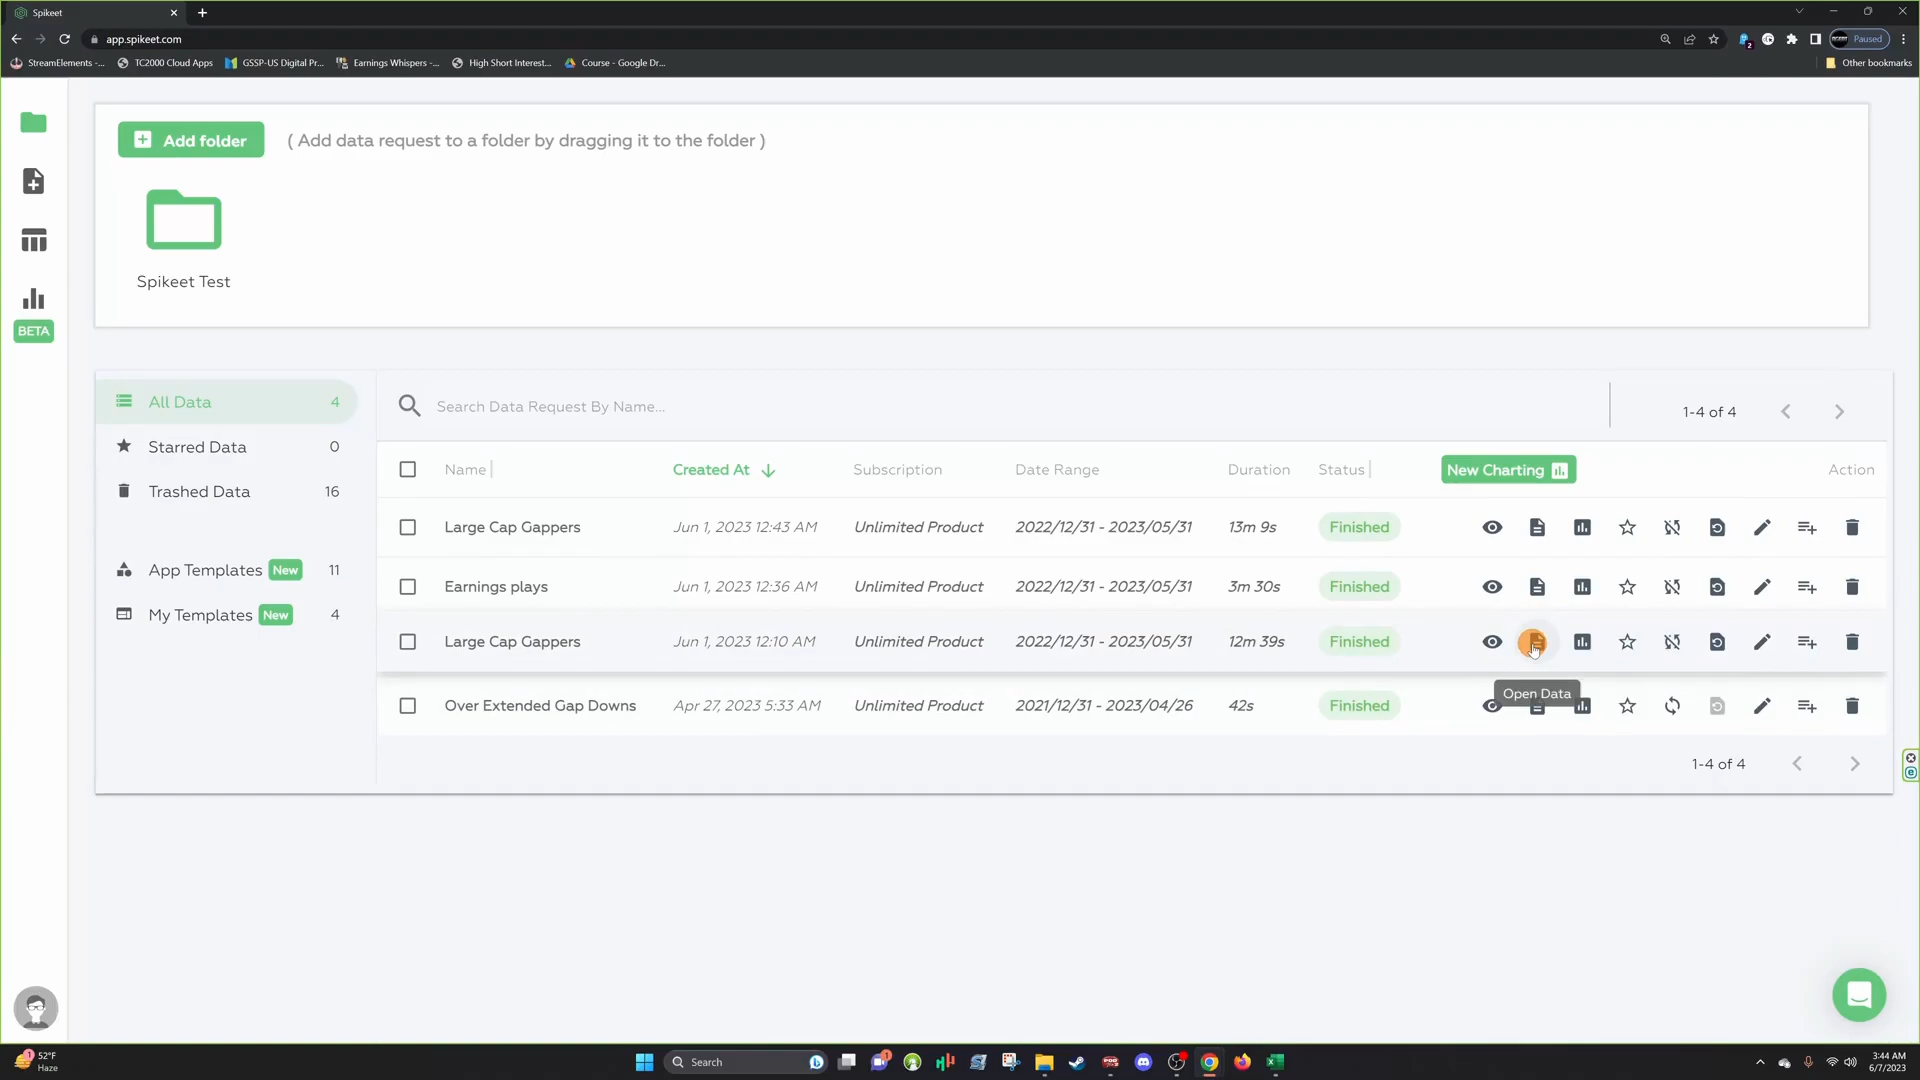 Spikeet
app.spikeet.com
Paused
StreamElements -...
TC2000 Cloud Apps
GSSP-US Digital Pr...
Earnings Whispers -...
High Short Interest...
Course - Google Dr...
Other bookmarks
Add folder
( Add data request to a folder by dragging it to the folder )
Spikeet Test
BETA
All Data 4
Starred Data 0
Trashed Data 16
App Templates New 11
My Templates New 4
Search Data Request By Name...
1-4 of 4
Name Created At Subscription Date Range Duration Status New Charting Action
Large Cap Gappers Jun 1, 2023 12:43 AM Unlimited Product 2022/12/31 - 2023/05/31 13m 9s Finished
Earnings plays Jun 1, 2023 12:36 AM Unlimited Product 2022/12/31 - 2023/05/31 3m 30s Finished
Large Cap Gappers Jun 1, 2023 12:10 AM Unlimited Product 2022/12/31 - 2023/05/31 12m 39s Finished
Open Data
Over Extended Gap Downs Apr 27, 2023 5:33 AM Unlimited Product 2021/12/31 - 2023/04/26 42s Finished
1-4 of 4
52°F
Haze
Search
3:44 AM
6/7/2023